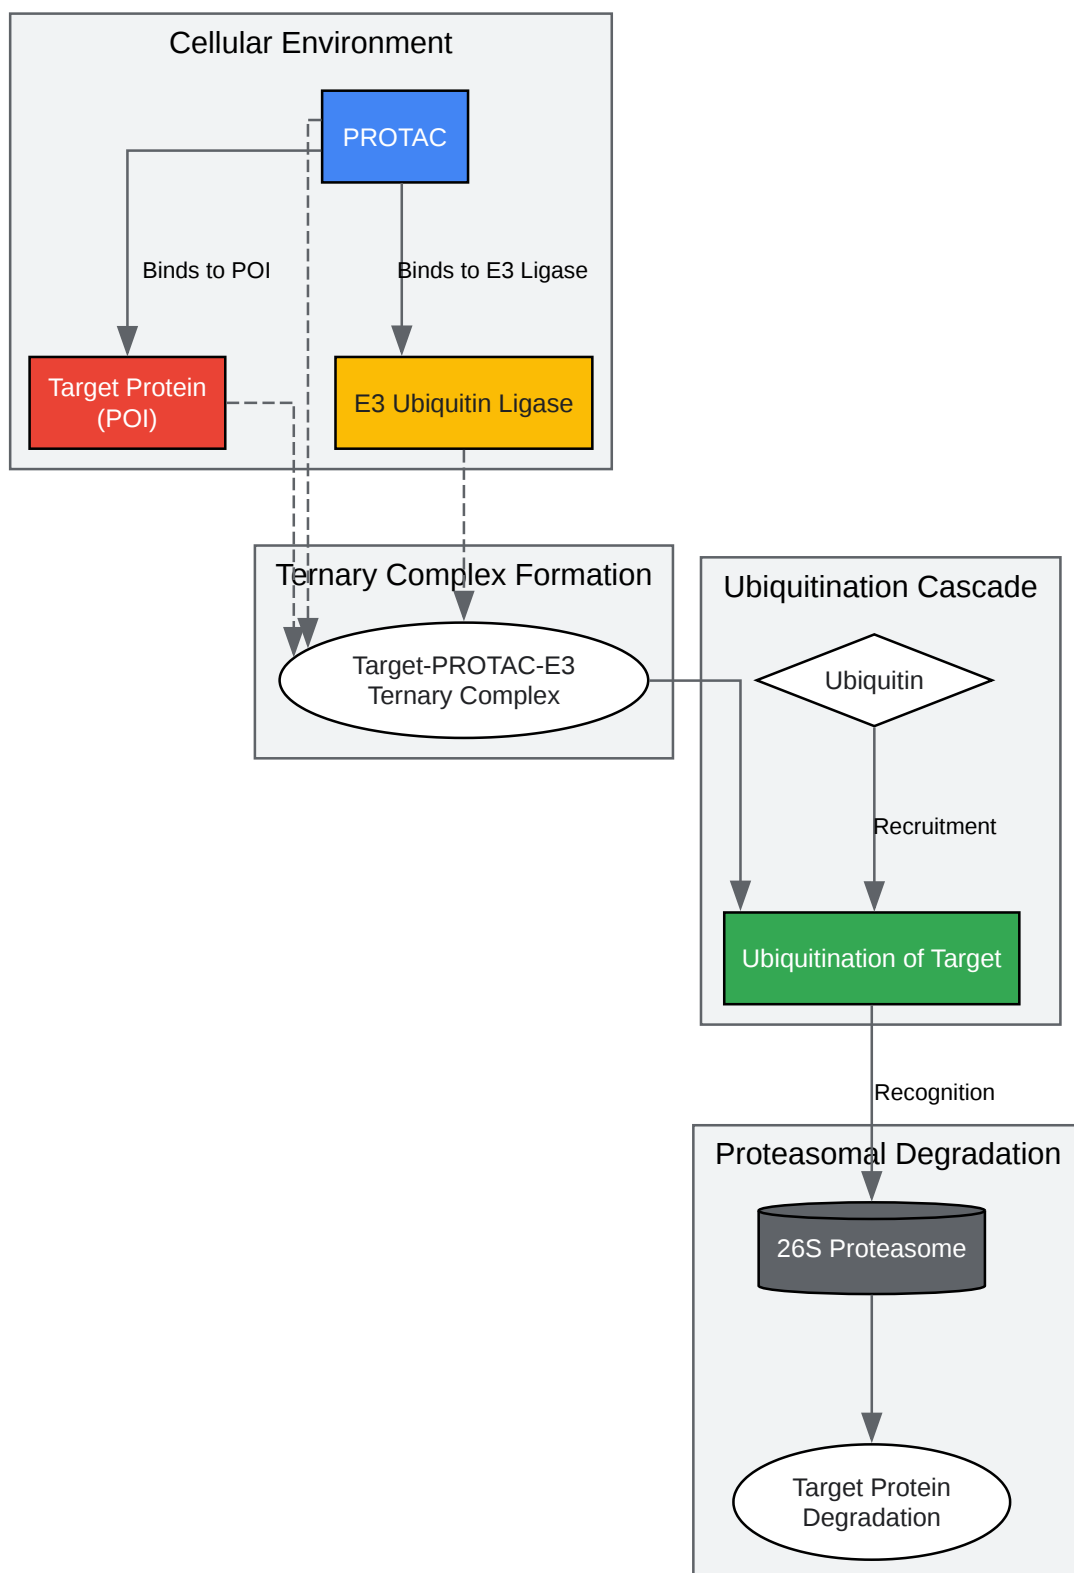 Cellular Environment
PROTAC
Binds to POI
Binds to E3 Ligase
Target Protein
(POI)
E3 Ubiquitin Ligase
Ternary Complex Formation
Target-PROTAC-E3
Ternary Complex
Ubiquitination Cascade
Ubiquitin
Recruitment
Ubiquitination of Target
Recognition
Proteasomal Degradation
26S Proteasome
Target Protein
Degradation